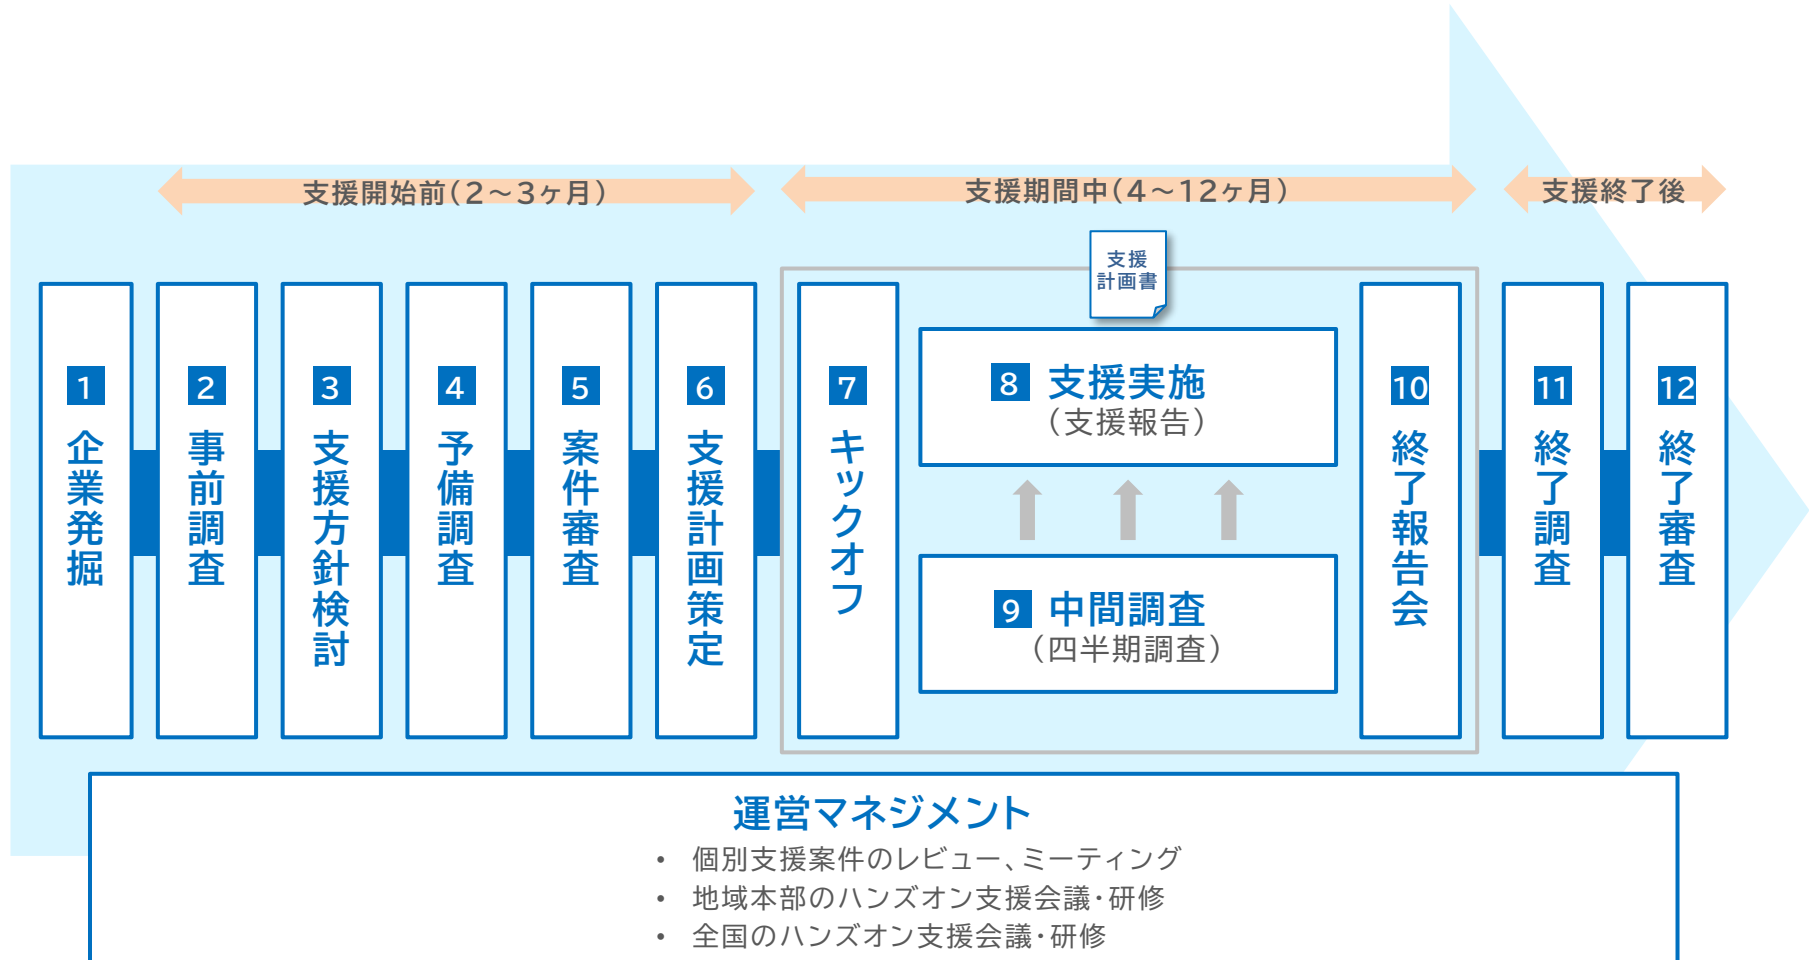 支援開始前(2～3ヶ月)
支援期間中(4～12ヶ月)
支援終了後
支援
計画書
1
企業発掘
2
事前調査
3
支援方針検討
4
予備調査
5
案件審査
6
支援計画策定
7
キックオフ
8 支援実施
(支援報告)
9 中間調査
(四半期調査)
10
終了報告会
11
終了調査
12
終了審査
運営マネジメント
• 個別支援案件のレビュー、ミーティング
• 地域本部のハンズオン支援会議・研修
• 全国のハンズオン支援会議・研修